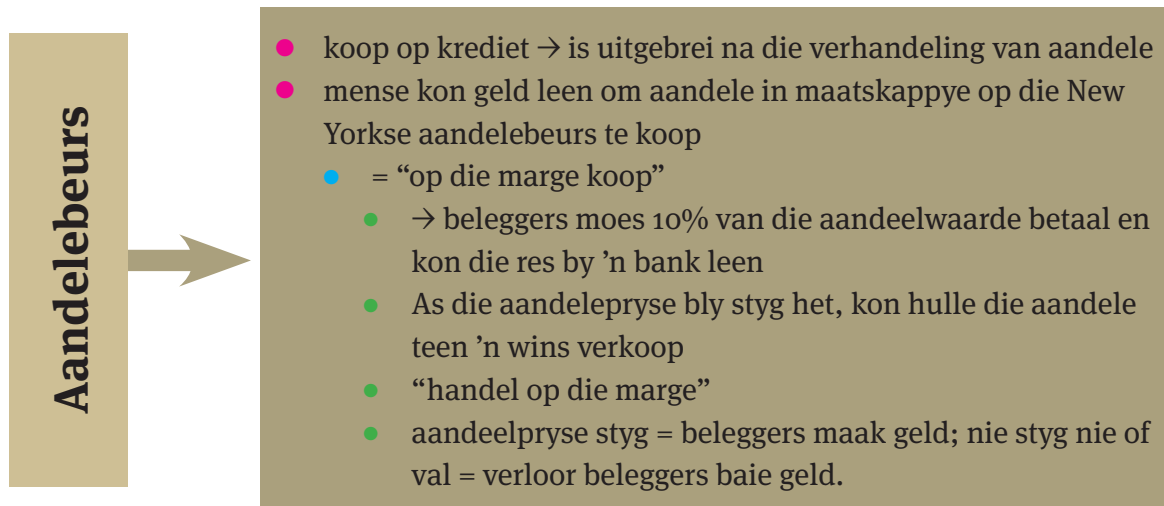 Aandelebeurs
koop op krediet → is uitgebrei na die verhandeling van aandele
mense kon geld leen om aandele in maatskappye op die New
Yorkse aandelebeurs te koop
= “op die marge koop”
→ beleggers moes 10% van die aandeelwaarde betaal en
kon die res by ’n bank leen
As die aandelepryse bly styg het, kon hulle die aandele
teen ’n wins verkoop
“handel op die marge”
aandeelpryse styg = beleggers maak geld; nie styg nie of
val = verloor beleggers baie geld.